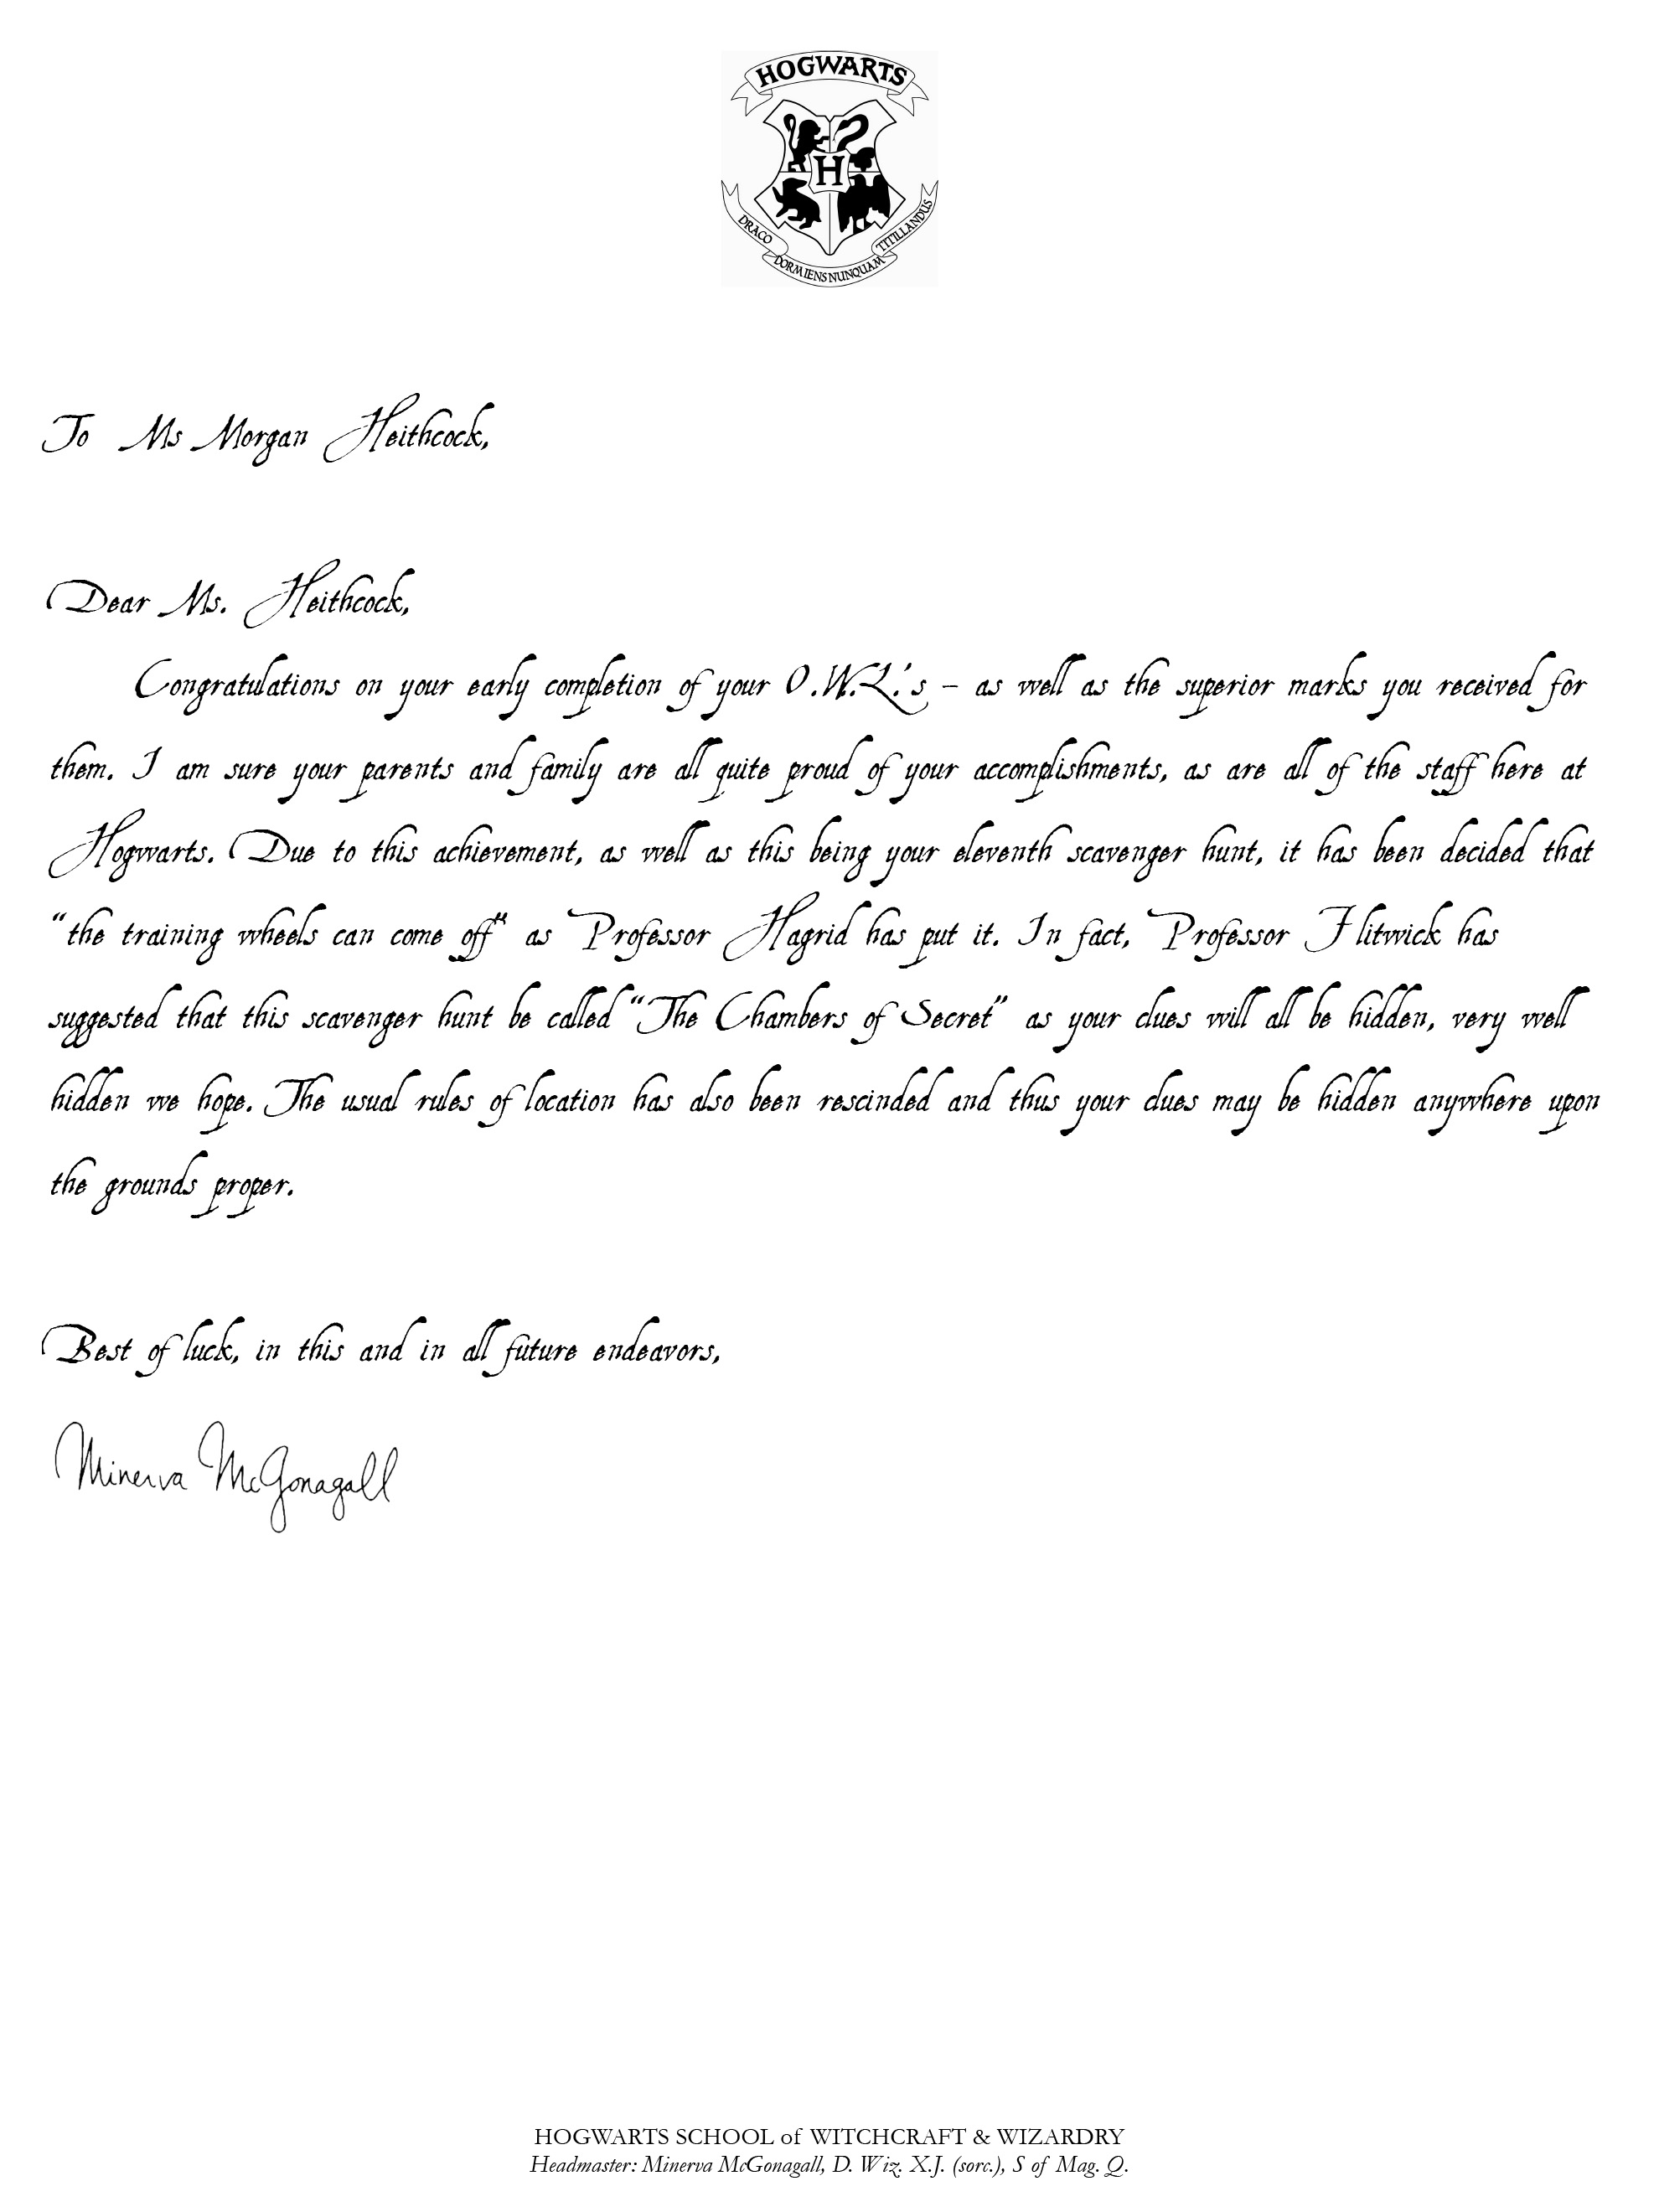 HOGWARTS
H
DRACO DORMIENS NUNQUAM TITILLANDUS
To Ms Morgan Heithcock,
Dear Ms. Heithcock,
Congratulations on your early completion of your O.W.L.'s – as well as the superior marks you received for
them. I am sure your parents and family are all quite proud of your accomplishments, as are all of the staff here at
Hogwarts. Due to this achievement, as well as this being your eleventh scavenger hunt, it has been decided that
“the training wheels can come off” as Professor Hagrid has put it. In fact, Professor Flitwick has
suggested that this scavenger hunt be called “The Chambers of Secret” as your clues will all be hidden, very well
hidden we hope. The usual rules of location has also been rescinded and thus your clues may be hidden anywhere upon
the grounds proper.
Best of luck, in this and in all future endeavors,
Minerva McGonagall
HOGWARTS SCHOOL of WITCHCRAFT & WIZARDRY
Headmaster: Minerva McGonagall, D. Wiz. X.J. (sorc.), S of Mag. Q.